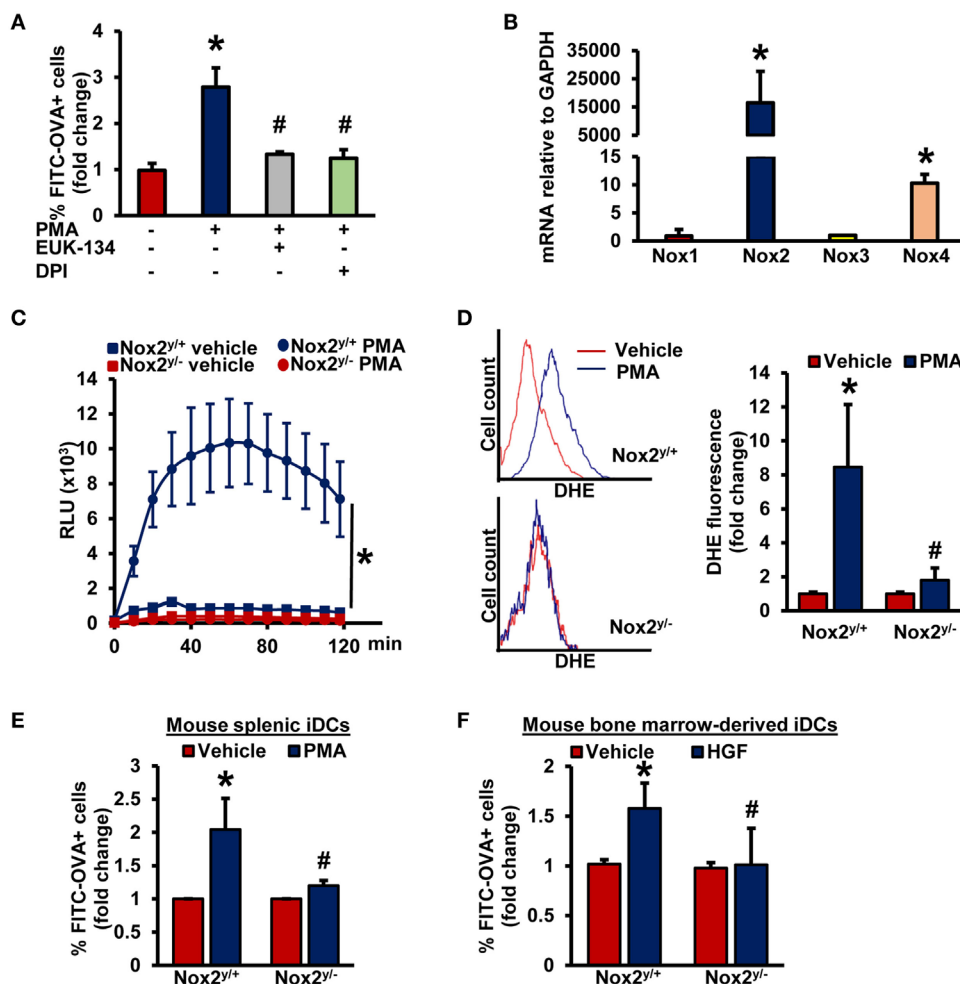 A
% FITC-OVA+ cells
(fold change)
4
3
2
1
0
*
#
#
PMA - + + +
EUK-134 - - + -
DPI - - - +
B
mRNA relative to GAPDH
35000
25000
15000
5000
15
10
5
0
*
*
Nox1 Nox2 Nox3 Nox4
C
Nox2y/+ vehicle Nox2y/+ PMA
Nox2y/- vehicle Nox2y/- PMA
RLU (x10³)
14
12
10
8
6
4
2
0
*
0 40 80 120 min
D
Vehicle
PMA
Cell count
Nox2y/+
DHE
Cell count
Nox2y/-
DHE
Vehicle PMA
DHE fluorescence
(fold change)
14
12
10
8
6
4
2
0
*
#
Nox2y/+ Nox2y/-
E
Mouse splenic iDCs
Vehicle PMA
% FITC-OVA+ cells
(fold change)
3
2.5
2
1.5
1
0.5
0
*
#
Nox2y/+ Nox2y/-
F
Mouse bone marrow-derived iDCs
Vehicle HGF
% FITC-OVA+ cells
(fold change)
2
1.5
1
0.5
0
*
#
Nox2y/+ Nox2y/-